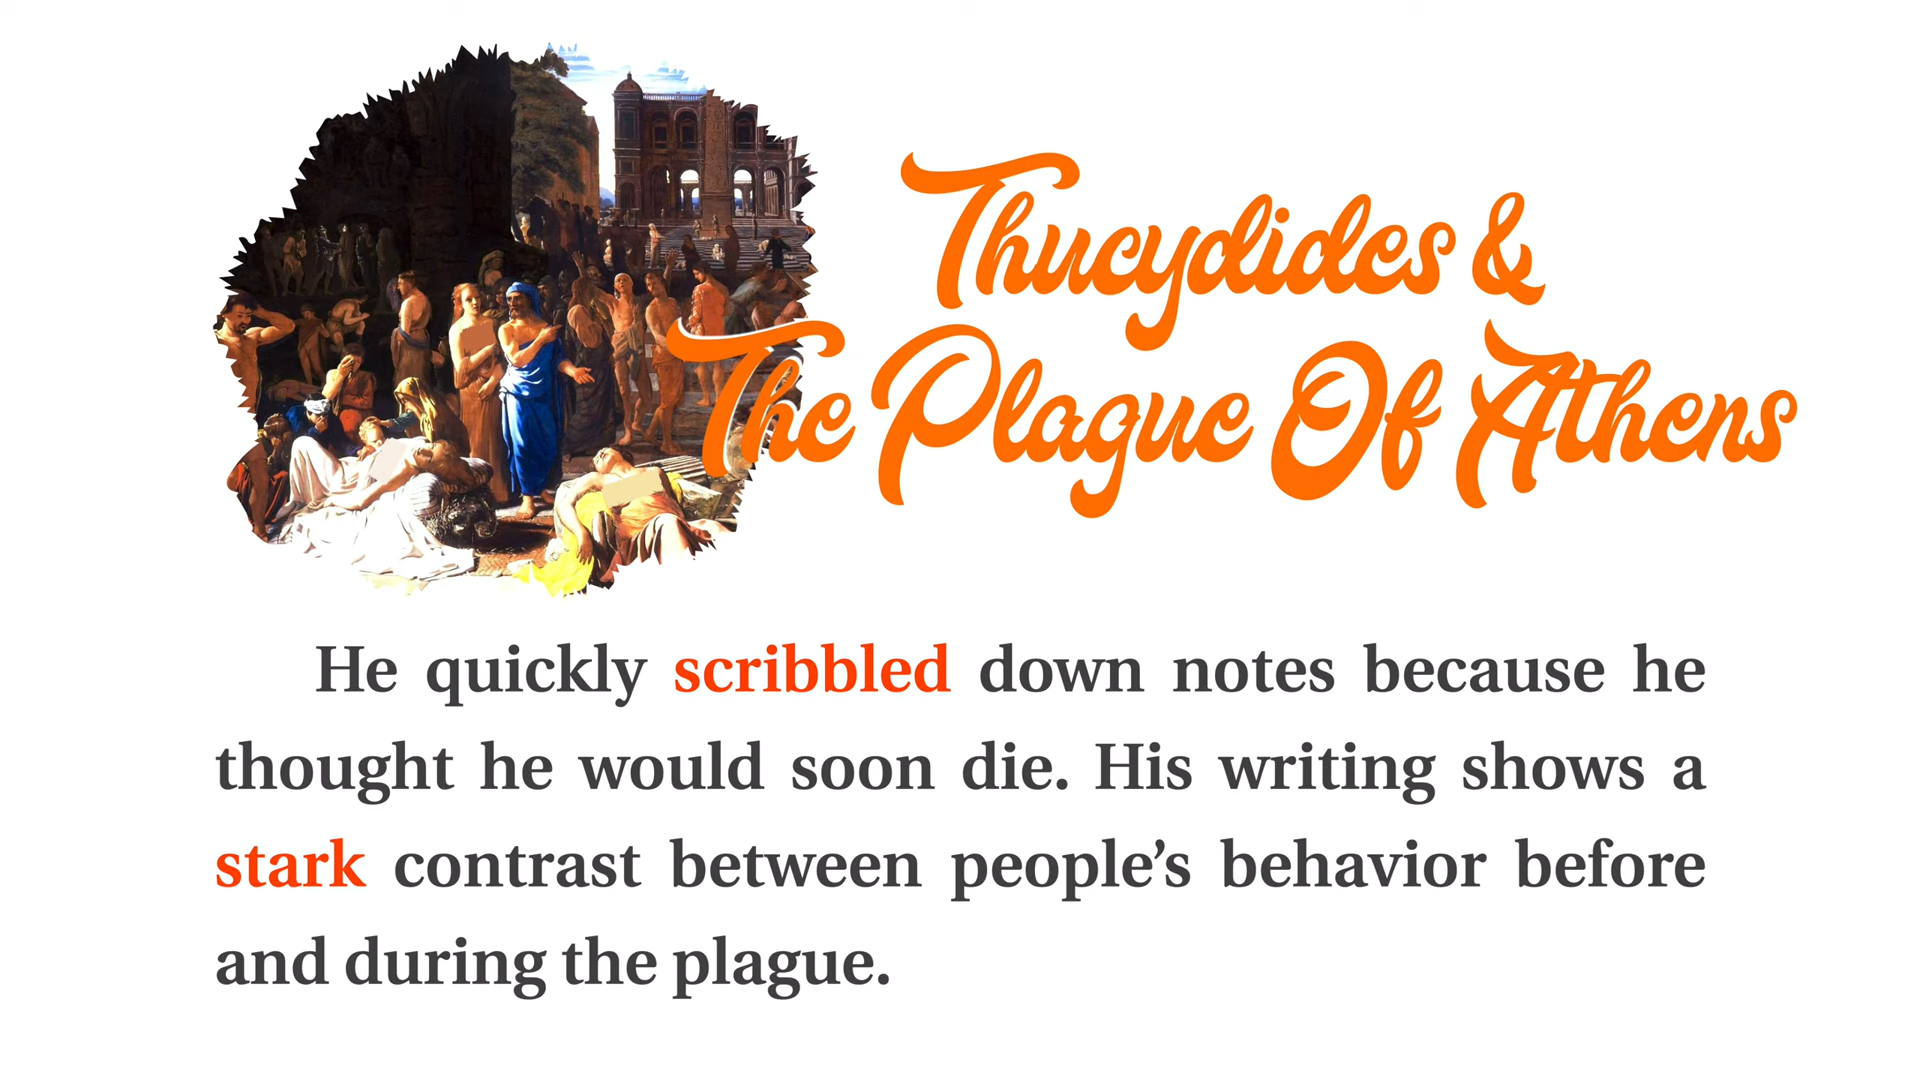 Thucydides &
The Plague Of Athens
He quickly scribbled down notes because he
thought he would soon die. His writing shows a
stark contrast between people’s behavior before
and during the plague.